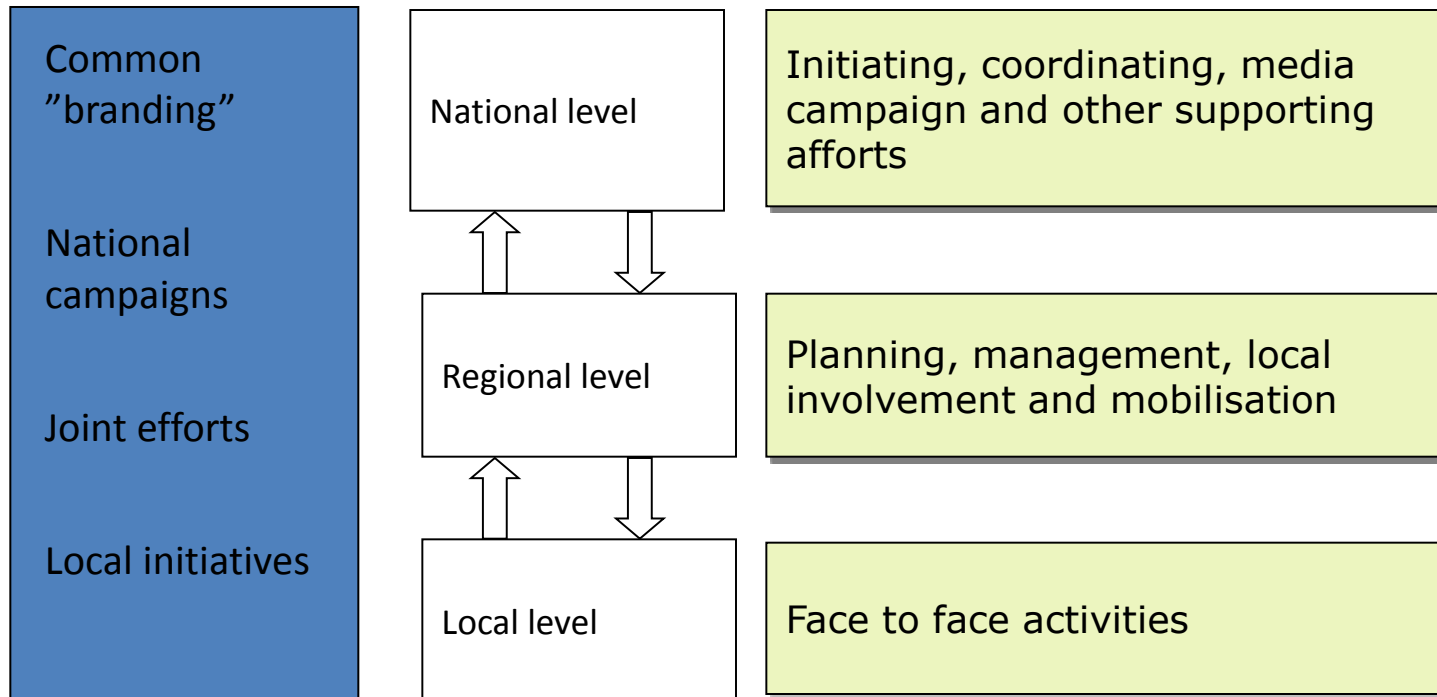 Common
”branding”
National
campaigns
Joint efforts
Local initiatives
National level
Regional level
Local level
Initiating, coordinating, media
campaign and other supporting
afforts
Planning, management, local
involvement and mobilisation
Face to face activities